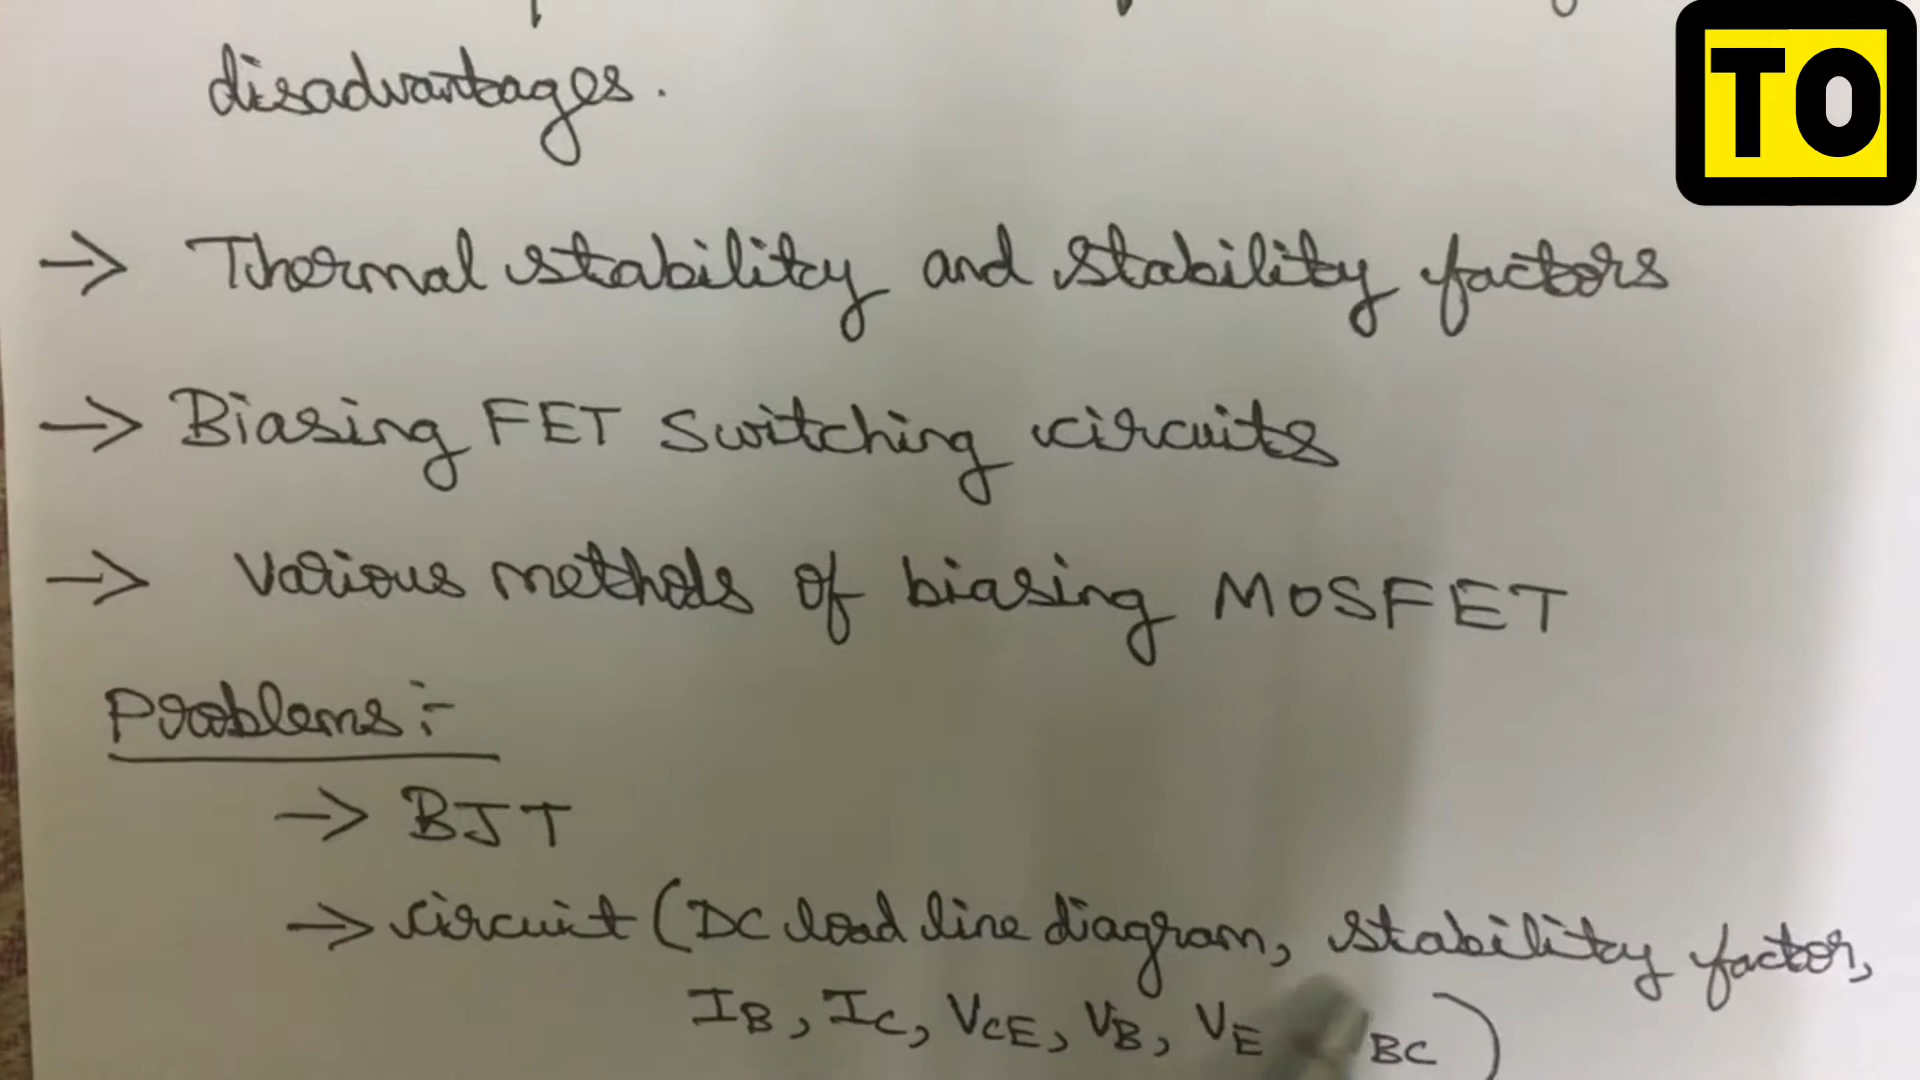 TO
disadvantages.
→ Thermal stability and stability factors
→ Biasing FET switching circuits
→ Various methods of biasing MOSFET
Problems :-
→ BJT
→ circuit (DC load line diagram, stability factor,
IB, IC, VCE, VB, VE BC)